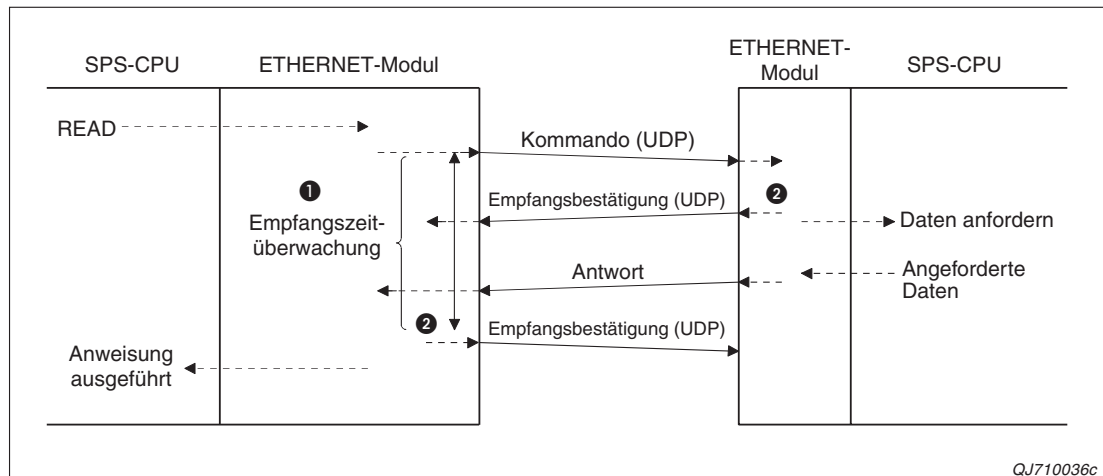 SPS-CPU
ETHERNET-Modul
ETHERNET-
Modul
SPS-CPU
READ
Kommando (UDP)
❶
Empfangszeit-
überwachung
Empfangsbestätigung (UDP)
❷
Daten anfordern
Antwort
Angeforderte
Daten
❷
Empfangsbestätigung (UDP)
Anweisung
ausgeführt
QJ710036c